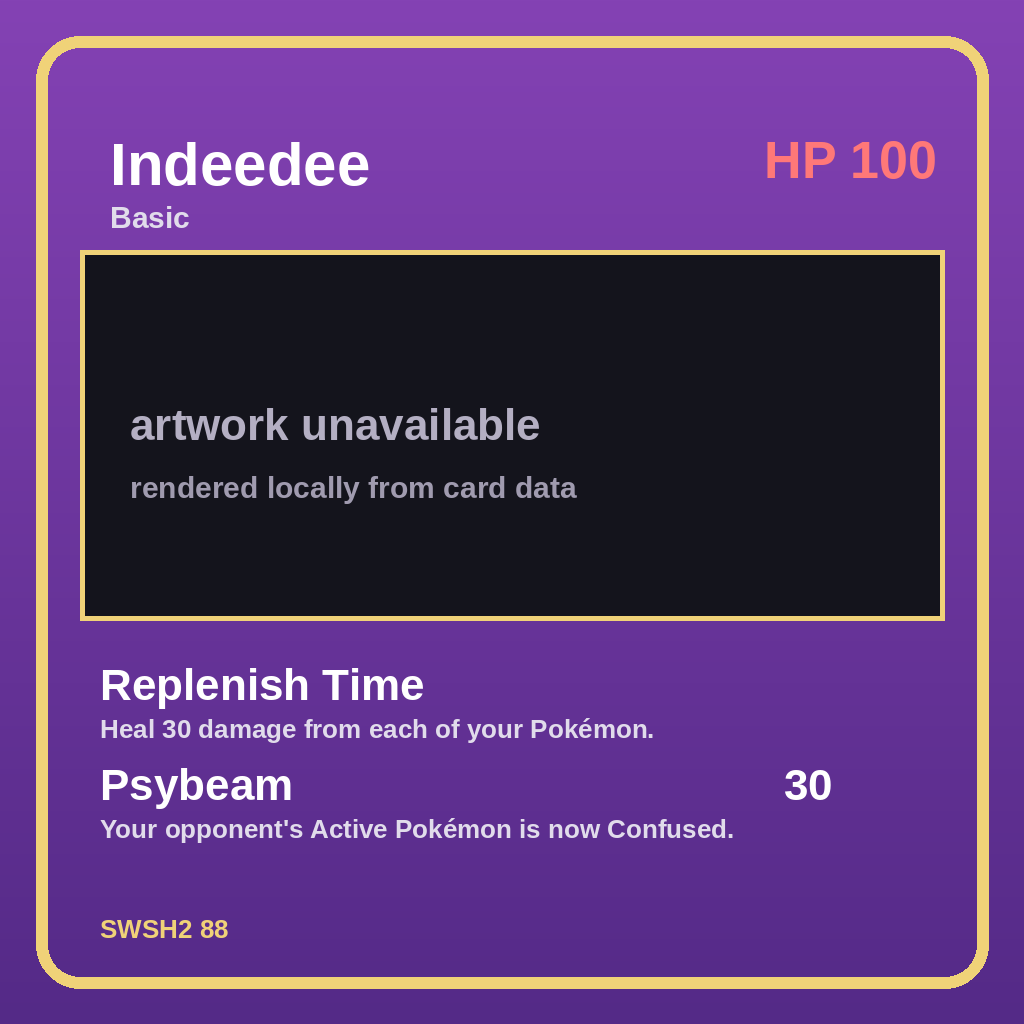 Indeedee
HP 100
Basic
artwork unavailable
rendered locally from card data
Replenish Time
Heal 30 damage from each of your Pokémon.
Psybeam 30
Your opponent's Active Pokémon is now Confused.
SWSH2 88